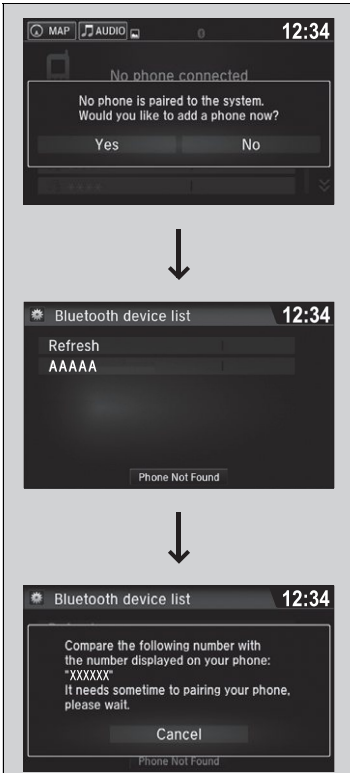 MAP AUDIO 12:34
No phone connected
No phone is paired to the system.
Would you like to add a phone now?
Yes No
Bluetooth device list 12:34
Refresh
AAAAA
Phone Not Found
Bluetooth device list 12:34
Compare the following number with
the number displayed on your phone:
"XXXXXX"
It needs sometime to pairing your phone,
please wait.
Cancel
Phone Not Found